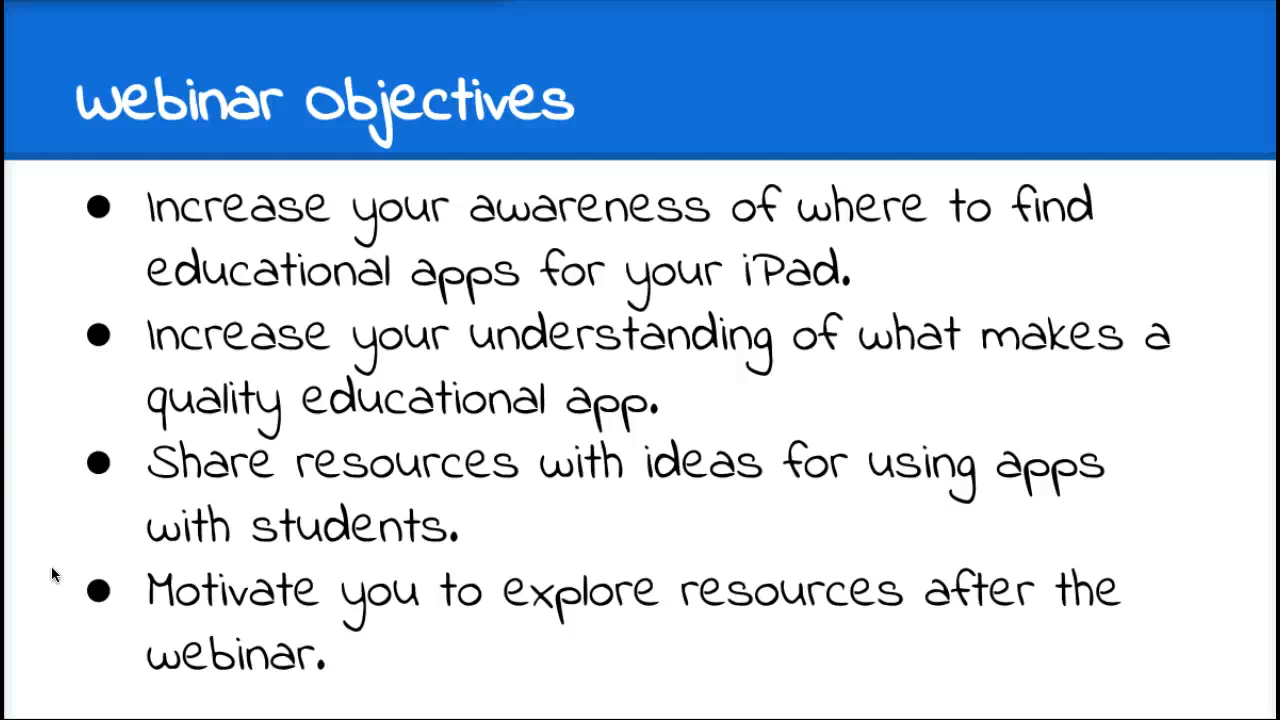 Webinar Objectives
● Increase your awareness of where to find
educational apps for your iPad.
● Increase your understanding of what makes a
quality educational app.
● Share resources with ideas for using apps
with students.
● Motivate you to explore resources after the
webinar.